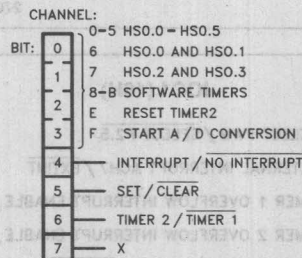 CHANNEL:
0-5 HSO.0 - HSO.5
BIT: 0 6 HSO.0 AND HSO.1
1 7 HSO.2 AND HSO.3
2 8-B SOFTWARE TIMERS
E RESET TIMER2
3 F START A/D CONVERSION
4 INTERRUPT / NO INTERRUPT
5 SET / CLEAR
6 TIMER 2 / TIMER 1
7 X